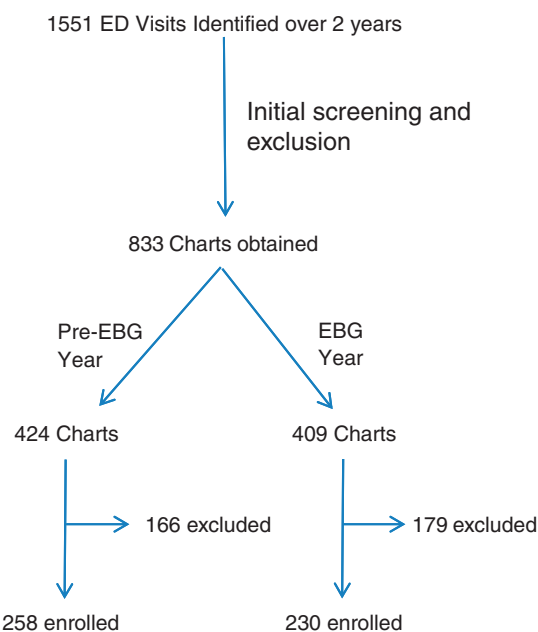 1551 ED Visits Identified over 2 years
Initial screening and
exclusion
833 Charts obtained
Pre-EBG
Year
EBG
Year
424 Charts
409 Charts
166 excluded
179 excluded
258 enrolled
230 enrolled